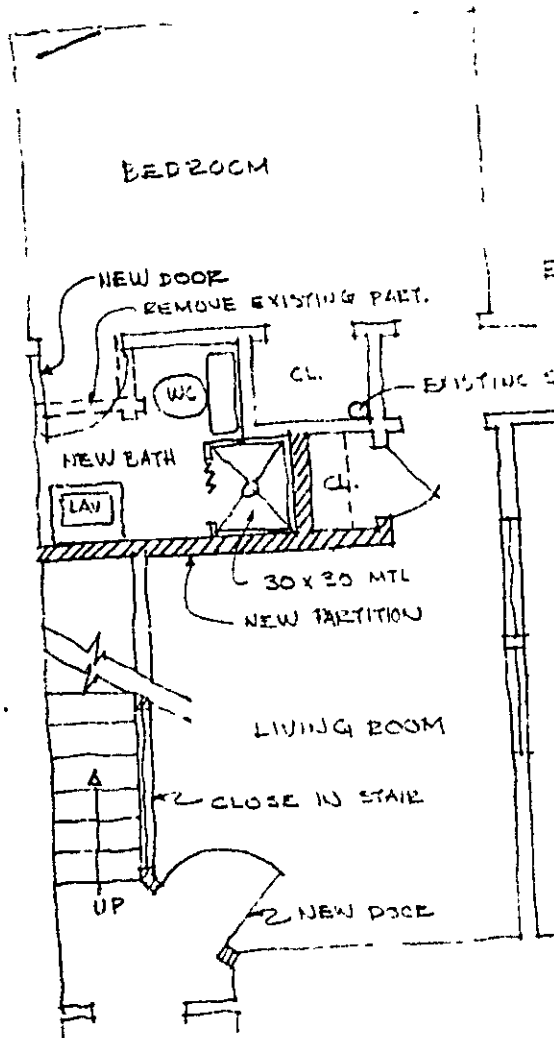 BEDROOM
NEW DOOR
REMOVE EXISTING PART.
WC
CL.
EXISTING
NEW BATH
LAV
CL.
30 x 30 MTL
NEW PARTITION
LIVING ROOM
CLOSE IN STAIR
UP
NEW DOOR